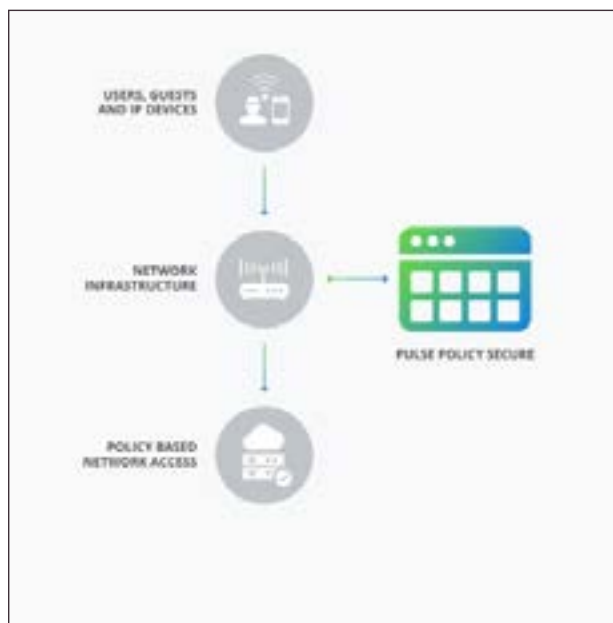 USERS, GUESTS
AND IP DEVICES
NETWORK
INFRASTRUCTURE
PULSE POLICY SECURE
POLICY BASED
NETWORK ACCESS